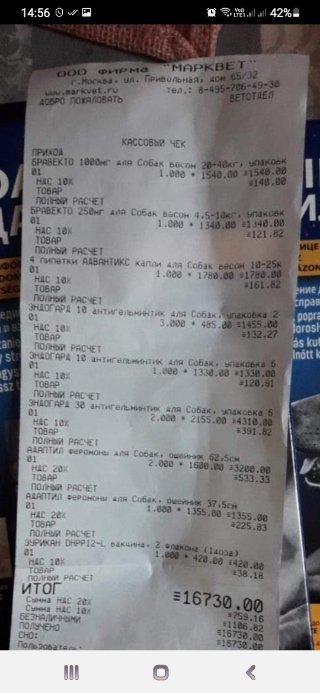 14:56
42%
ООО ФИРМА "МАРКВЕТ"
г.Москва, ул. Привольная, дом 65/32
www.markvet.ru тел.: 8-495-706-49-30
ДОБРО ПОЖАЛОВАТЬ ВЕТОТДЕЛ
КАССОВЫЙ ЧЕК
ПРИХОД
БРАВЕКТО 1000мг для Собак весом 20-40кг, упаковк
01 1.000 * 1540.00 =1540.00
НДС 10% =140.00
ТОВАР
ПОЛНЫЙ РАСЧЕТ
БРАВЕКТО 250мг для Собак весом 4,5-10кг, упаковк
01 1.000 * 1340.00 =1340.00
НДС 10% =121.82
ТОВАР
ПОЛНЫЙ РАСЧЕТ
4 пипетки АДВАНТИКС капли для Собак весом 10-25к
01 1.000 * 1780.00 =1780.00
НДС 10% =161.82
ТОВАР
ПОЛНЫЙ РАСЧЕТ
ЭНДОГАРД 10 антигельминтик для Собак, упаковка 2
01 3.000 * 485.00 =1455.00
НДС 10% =132.27
ТОВАР
ПОЛНЫЙ РАСЧЕТ
ЭНДОГАРД 10 антигельминтик для Собак, упаковка 6
01 1.000 * 1330.00 =1330.00
НДС 10% =120.91
ТОВАР
ПОЛНЫЙ РАСЧЕТ
ЭНДОГАРД 30 антигельминтик для Собак, упаковка 6
01 2.000 * 2155.00 =4310.00
НДС 10% =391.82
ТОВАР
ПОЛНЫЙ РАСЧЕТ
АДАПТИЛ феромоны для Собак, ошейник 62,5см
01 2.000 * 1600.00 =3200.00
НДС 20% =533.33
ТОВАР
ПОЛНЫЙ РАСЧЕТ
АДАПТИЛ феромоны для Собак, ошейник 37,5см
01 1.000 * 1355.00 =1355.00
НДС 20% =225.83
ТОВАР
ПОЛНЫЙ РАСЧЕТ
ЭУРИКАН DHPPI2-L вакцина, 2 флакона (1доза)
01 1.000 * 420.00 =420.00
НДС 10% =38.18
ТОВАР
ПОЛНЫЙ РАСЧЕТ
ИТОГ =16730.00
Сумма НДС 20% =759.16
Сумма НДС 10% =1106.82
БЕЗНАЛИЧНЫМИ =16730.00
ПОЛУЧЕНО =16730.00
СНО:
Пользователь: